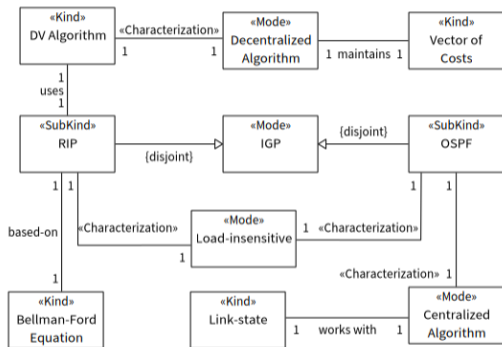 «Kind»
DV Algorithm
«Characterization»
1
1
«Mode»
Decentralized
Algorithm
1 maintains 1
«Kind»
Vector of
Costs
1
uses
1
«SubKind»
RIP
{disjoint}
«Mode»
IGP
{disjoint}
«SubKind»
OSPF
1
1
1
1
based-on
«Characterization»
1
«Mode»
Load-insensitive
1 «Characterization»
1
«Characterization»
1
«Kind»
Bellman-Ford
Equation
«Kind»
Link-state
1 works with 1
«Mode»
Centralized
Algorithm